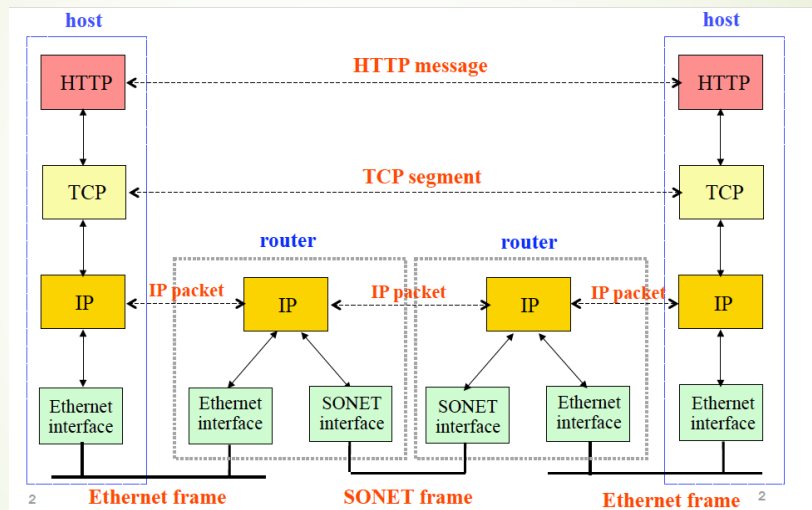 host
host
HTTP
HTTP message
HTTP
TCP
TCP segment
TCP
router
router
IP
IP packet
IP
IP packet
IP
IP packet
IP
Ethernet
interface
Ethernet
interface
SONET
interface
SONET
interface
Ethernet
interface
Ethernet
interface
2
Ethernet frame
SONET frame
Ethernet frame
2